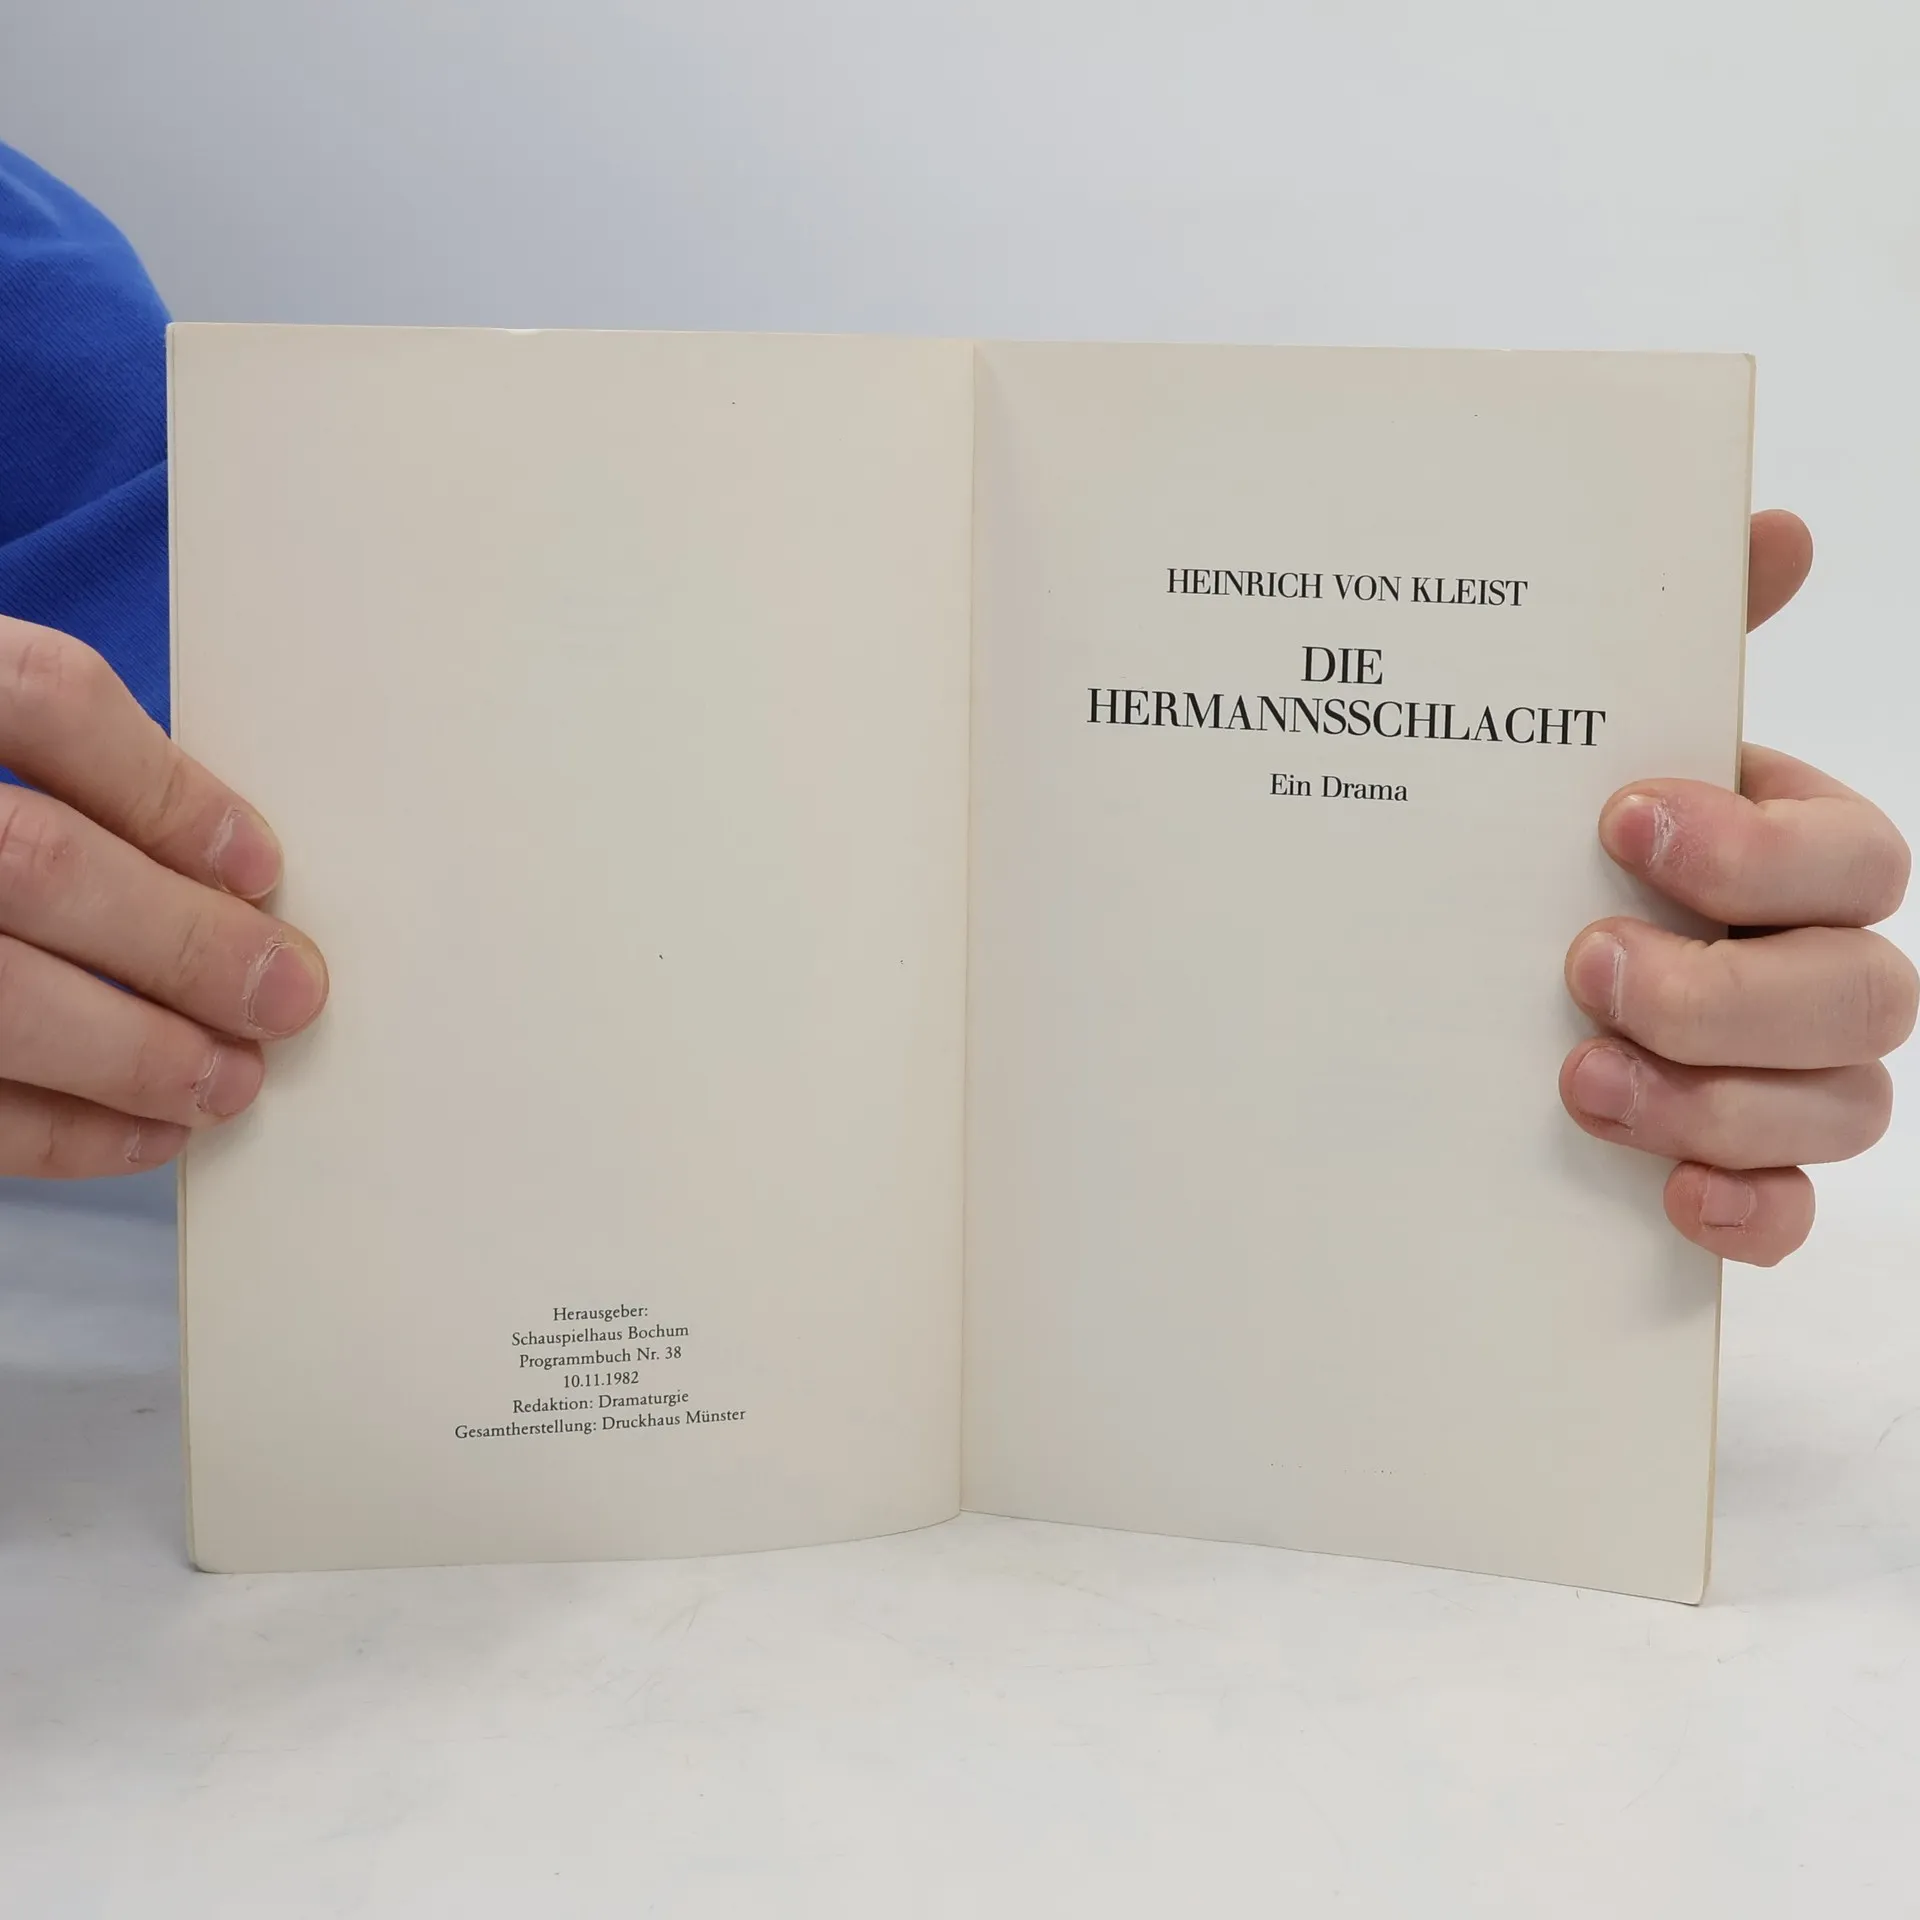 Herausgeber:
Schauspielhaus Bochum
Programmbuch Nr. 38
10.11.1982
Redaktion: Dramaturgie
Gesamtherstellung: Druckhaus Münster
HEINRICH VON KLEIST
DIE
HERMANNSSCHLACHT
Ein Drama